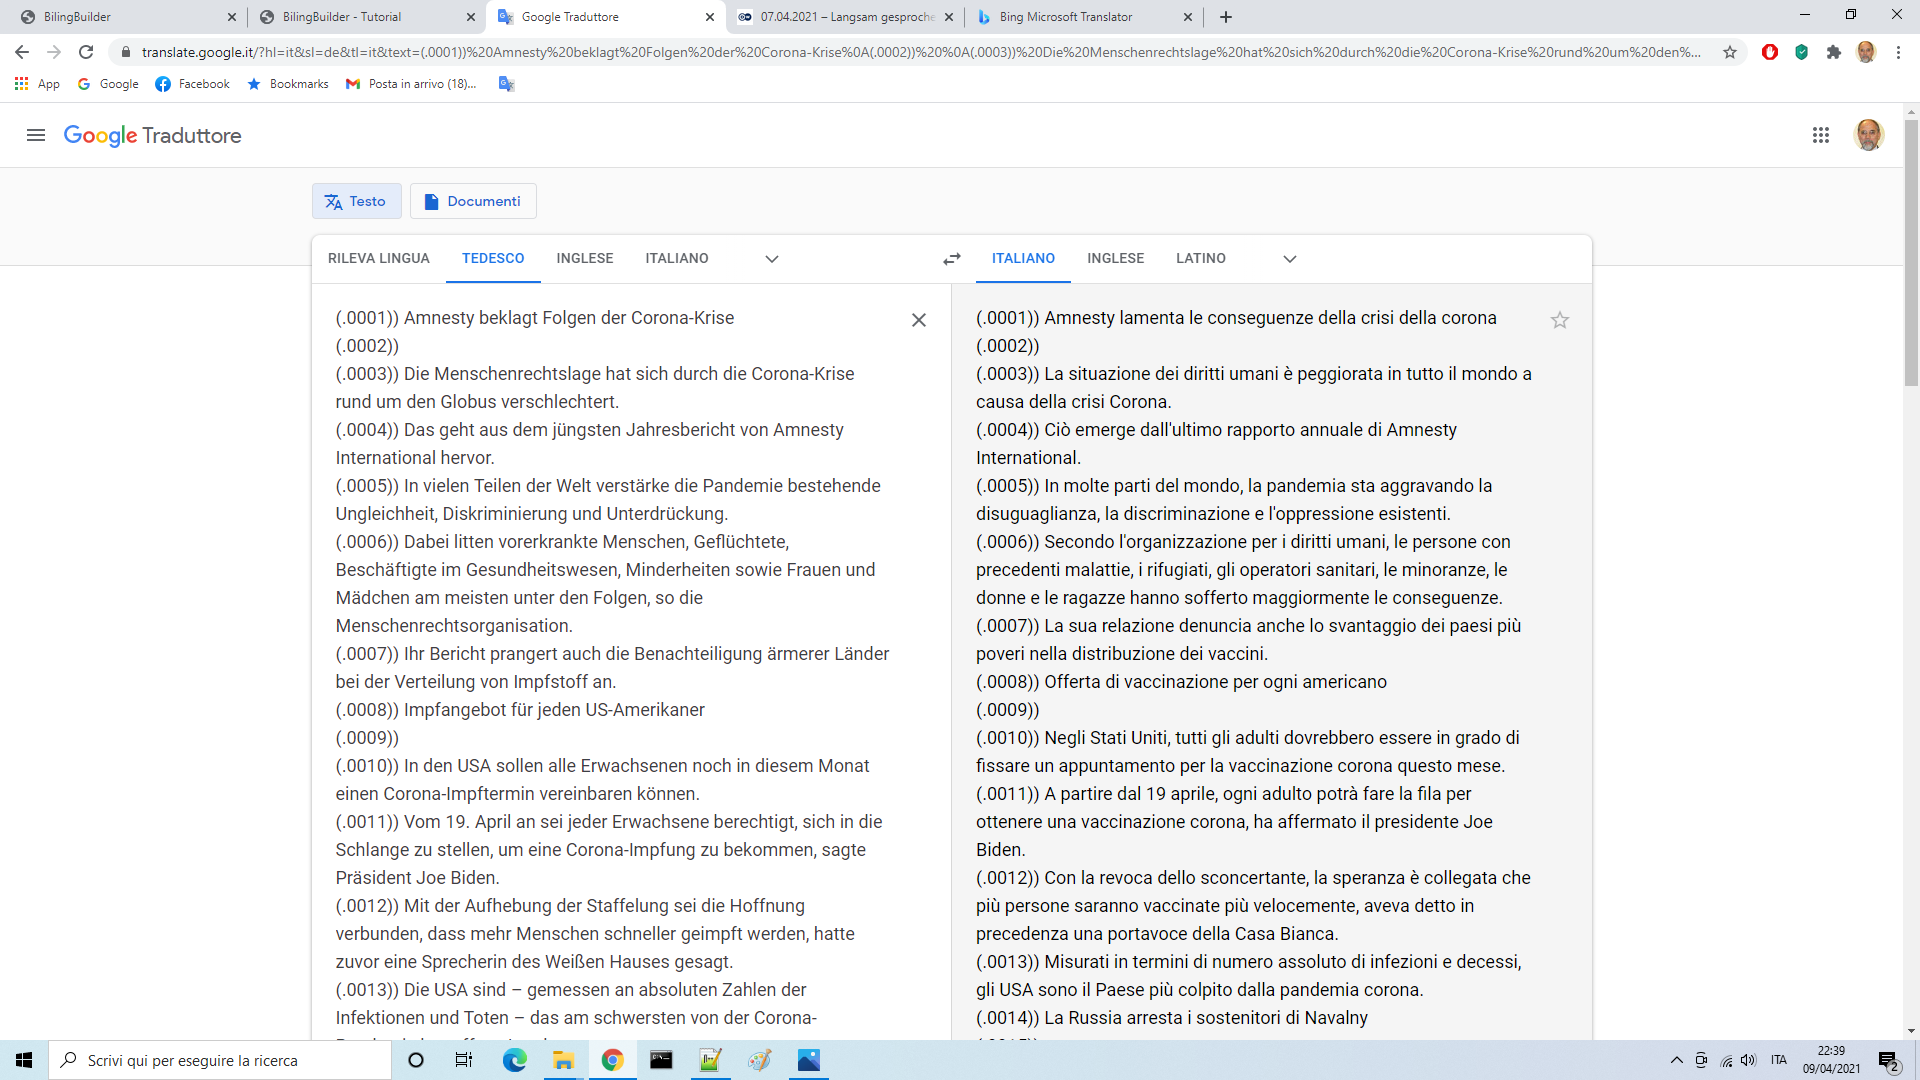 BilingBuilder
BilingBuilder - Tutorial
Google Traduttore
07.04.2021 – Langsam gesproche
Bing Microsoft Translator
translate.google.it/?hl=it&sl=de&tl=it&text=(.0001))%20Amnesty%20beklagt%20Folgen%20der%20Corona-Krise%0A(.0002))%20%0A(.0003))%20Die%20Menschenrechtslage%20hat%20sich%20durch%20die%20Corona-Krise%20rund%20um%20den%...
App
Google
Facebook
Bookmarks
Posta in arrivo (18)...
Google Traduttore
Testo
Documenti
RILEVA LINGUA
TEDESCO
INGLESE
ITALIANO
ITALIANO
INGLESE
LATINO
(.0001)) Amnesty beklagt Folgen der Corona-Krise
(.0002))
(.0003)) Die Menschenrechtslage hat sich durch die Corona-Krise
rund um den Globus verschlechtert.
(.0004)) Das geht aus dem jüngsten Jahresbericht von Amnesty
International hervor.
(.0005)) In vielen Teilen der Welt verstärke die Pandemie bestehende
Ungleichheit, Diskriminierung und Unterdrückung.
(.0006)) Dabei litten vorerkrankte Menschen, Geflüchtete,
Beschäftigte im Gesundheitswesen, Minderheiten sowie Frauen und
Mädchen am meisten unter den Folgen, so die
Menschenrechtsorganisation.
(.0007)) Ihr Bericht prangert auch die Benachteiligung ärmerer Länder
bei der Verteilung von Impfstoff an.
(.0008)) Impfangebot für jeden US-Amerikaner
(.0009))
(.0010)) In den USA sollen alle Erwachsenen noch in diesem Monat
einen Corona-Impftermin vereinbaren können.
(.0011)) Vom 19. April an sei jeder Erwachsene berechtigt, sich in die
Schlange zu stellen, um eine Corona-Impfung zu bekommen, sagte
Präsident Joe Biden.
(.0012)) Mit der Aufhebung der Staffelung sei die Hoffnung
verbunden, dass mehr Menschen schneller geimpft werden, hatte
zuvor eine Sprecherin des Weißen Hauses gesagt.
(.0013)) Die USA sind – gemessen an absoluten Zahlen der
Infektionen und Toten – das am schwersten von der Corona-
(.0001)) Amnesty lamenta le conseguenze della crisi della corona
(.0002))
(.0003)) La situazione dei diritti umani è peggiorata in tutto il mondo a
causa della crisi Corona.
(.0004)) Ciò emerge dall'ultimo rapporto annuale di Amnesty
International.
(.0005)) In molte parti del mondo, la pandemia sta aggravando la
disuguaglianza, la discriminazione e l'oppressione esistenti.
(.0006)) Secondo l'organizzazione per i diritti umani, le persone con
precedenti malattie, i rifugiati, gli operatori sanitari, le minoranze, le
donne e le ragazze hanno sofferto maggiormente le conseguenze.
(.0007)) La sua relazione denuncia anche lo svantaggio dei paesi più
poveri nella distribuzione dei vaccini.
(.0008)) Offerta di vaccinazione per ogni americano
(.0009))
(.0010)) Negli Stati Uniti, tutti gli adulti dovrebbero essere in grado di
fissare un appuntamento per la vaccinazione corona questo mese.
(.0011)) A partire dal 19 aprile, ogni adulto potrà fare la fila per
ottenere una vaccinazione corona, ha affermato il presidente Joe
Biden.
(.0012)) Con la revoca dello sconcertante, la speranza è collegata che
più persone saranno vaccinate più velocemente, aveva detto in
precedenza una portavoce della Casa Bianca.
(.0013)) Misurati in termini di numero assoluto di infezioni e decessi,
gli USA sono il Paese più colpito dalla pandemia corona.
(.0014)) La Russia arresta i sostenitori di Navalny
Scrivi qui per eseguire la ricerca
ITA
22:39
09/04/2021
2